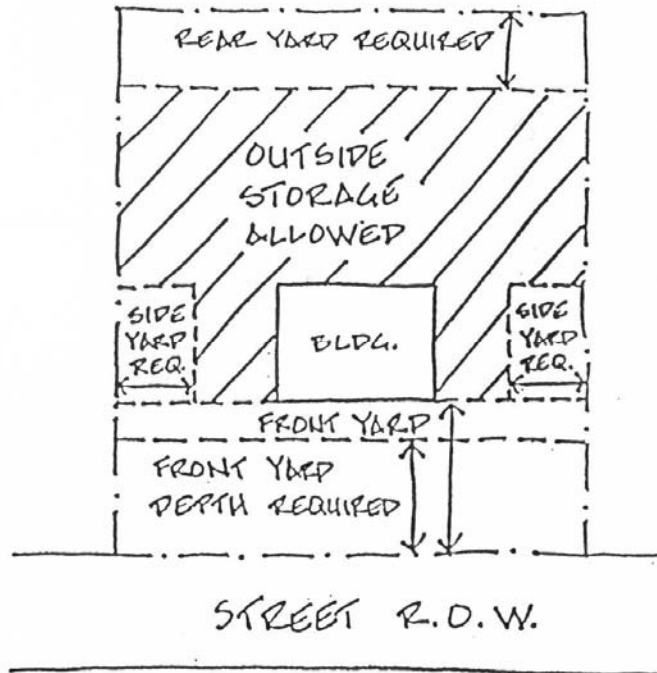 REAR YARD REQUIRED
OUTSIDE
STORAGE
ALLOWED
SIDE
YARD
REQ.
BLDG.
SIDE
YARD
REQ.
FRONT YARD
FRONT YARD
DEPTH REQUIRED
STREET R.O.W.